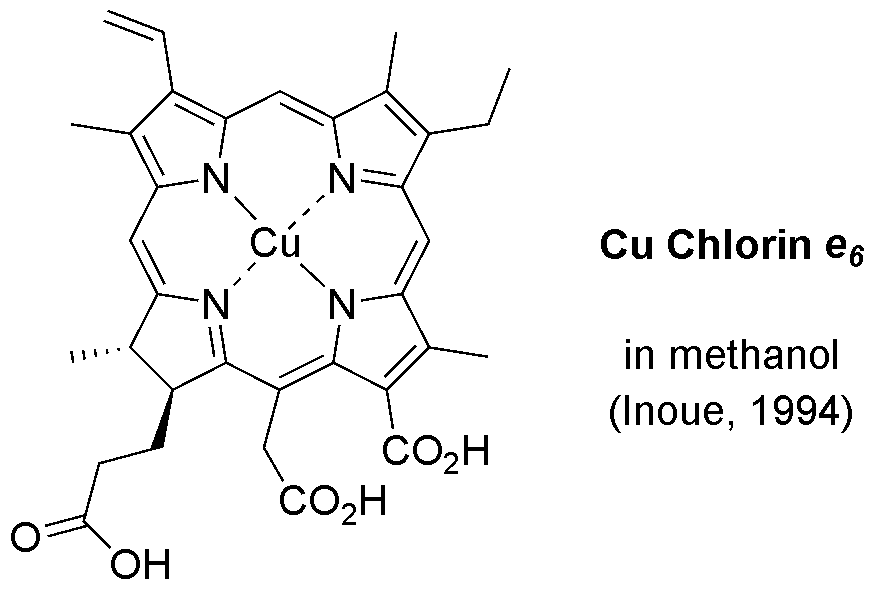 N
N
Cu
Cu Chlorin e₆
N
N
in methanol
(Inoue, 1994)
CO₂H
CO₂H
O
OH